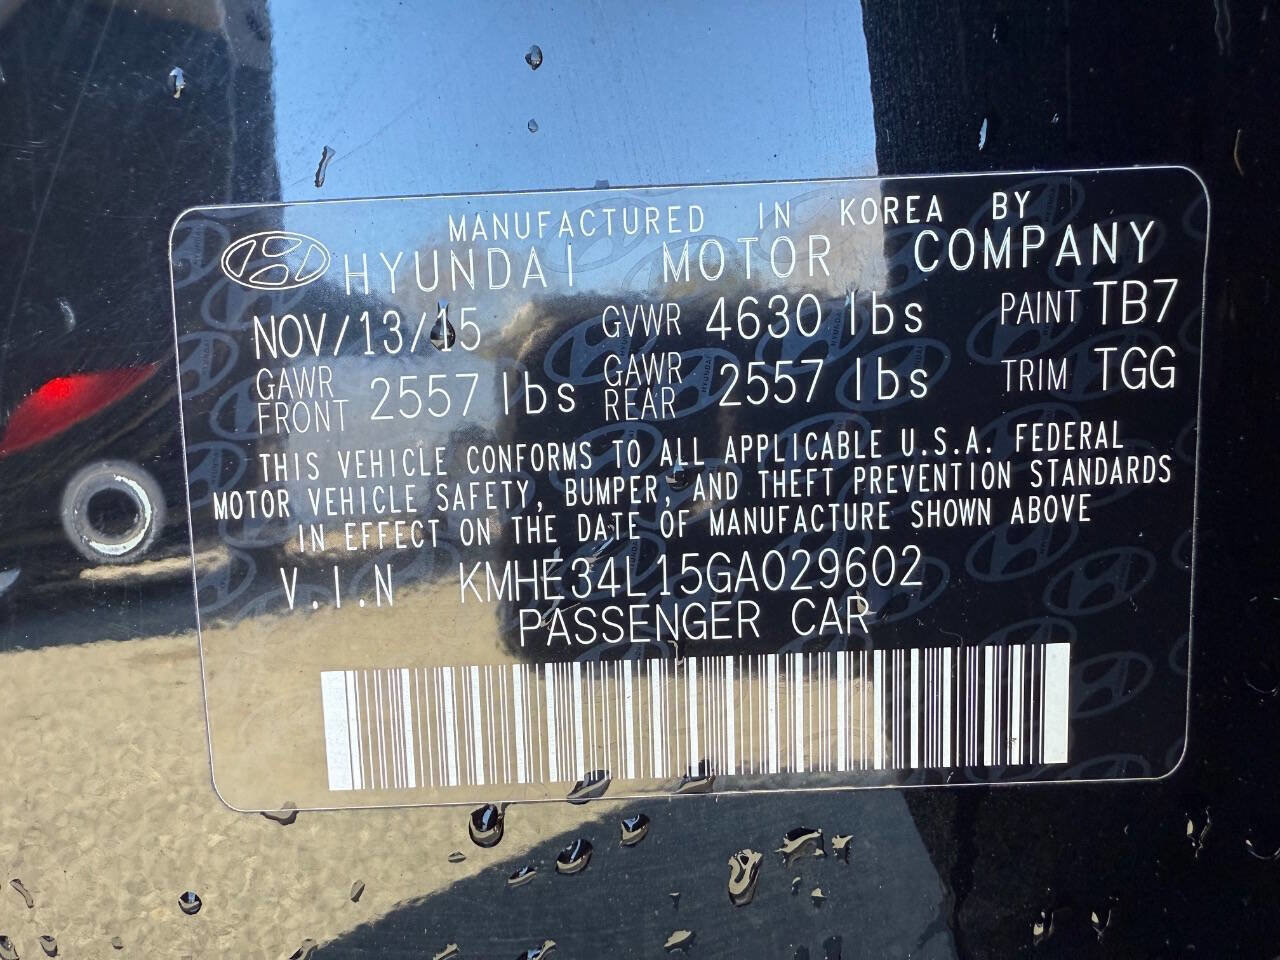 MANUFACTURED IN KOREA BY
HYUNDAI MOTOR COMPANY
NOV/13/15 GVWR 4630 lbs PAINT TB7
GAWR FRONT 2557 lbs GAWR REAR 2557 lbs TRIM TGG
THIS VEHICLE CONFORMS TO ALL APPLICABLE U.S.A. FEDERAL
MOTOR VEHICLE SAFETY, BUMPER, AND THEFT PREVENTION STANDARDS
IN EFFECT ON THE DATE OF MANUFACTURE SHOWN ABOVE
V.I.N KMHE34L15GA029602
PASSENGER CAR